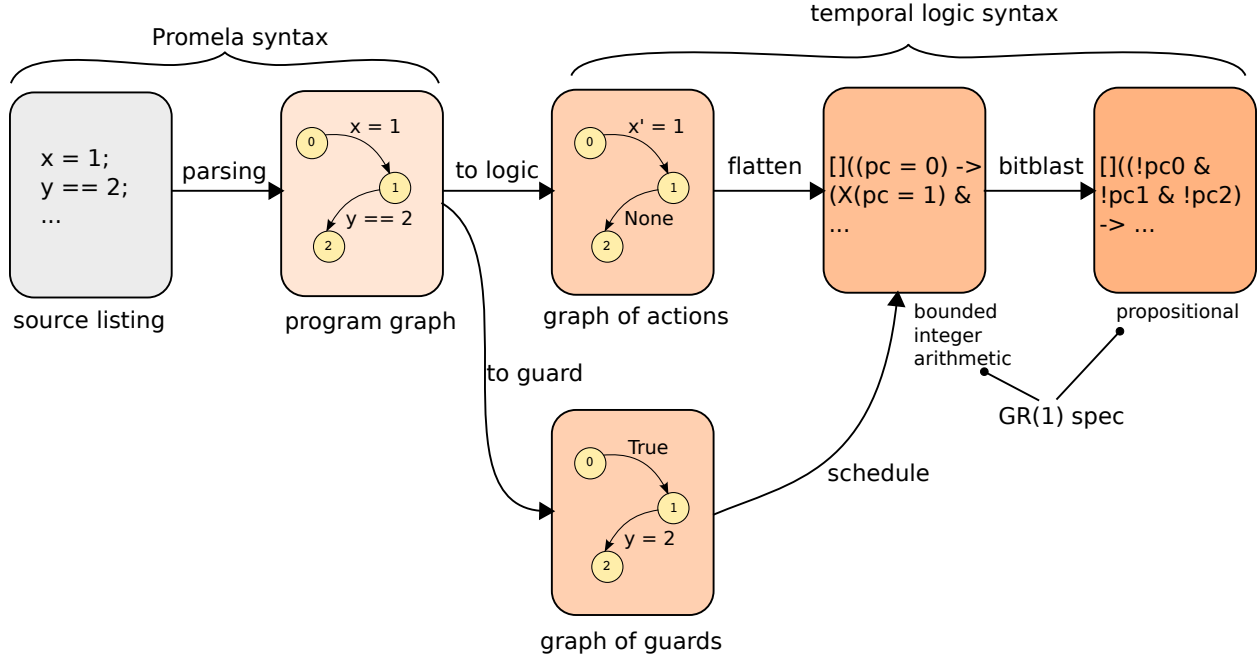 Promela syntax
temporal logic syntax
x = 1;
y == 2;
...
source listing
parsing
0
x = 1
1
y == 2
2
program graph
to logic
0
x' = 1
1
None
2
graph of actions
flatten
[]((pc = 0) ->
(X(pc = 1) &
...
bounded
integer
arithmetic
bitblast
[]((!pc0 &
!pc1 & !pc2)
-> ...
propositional
GR(1) spec
to guard
0
True
1
y = 2
2
graph of guards
schedule